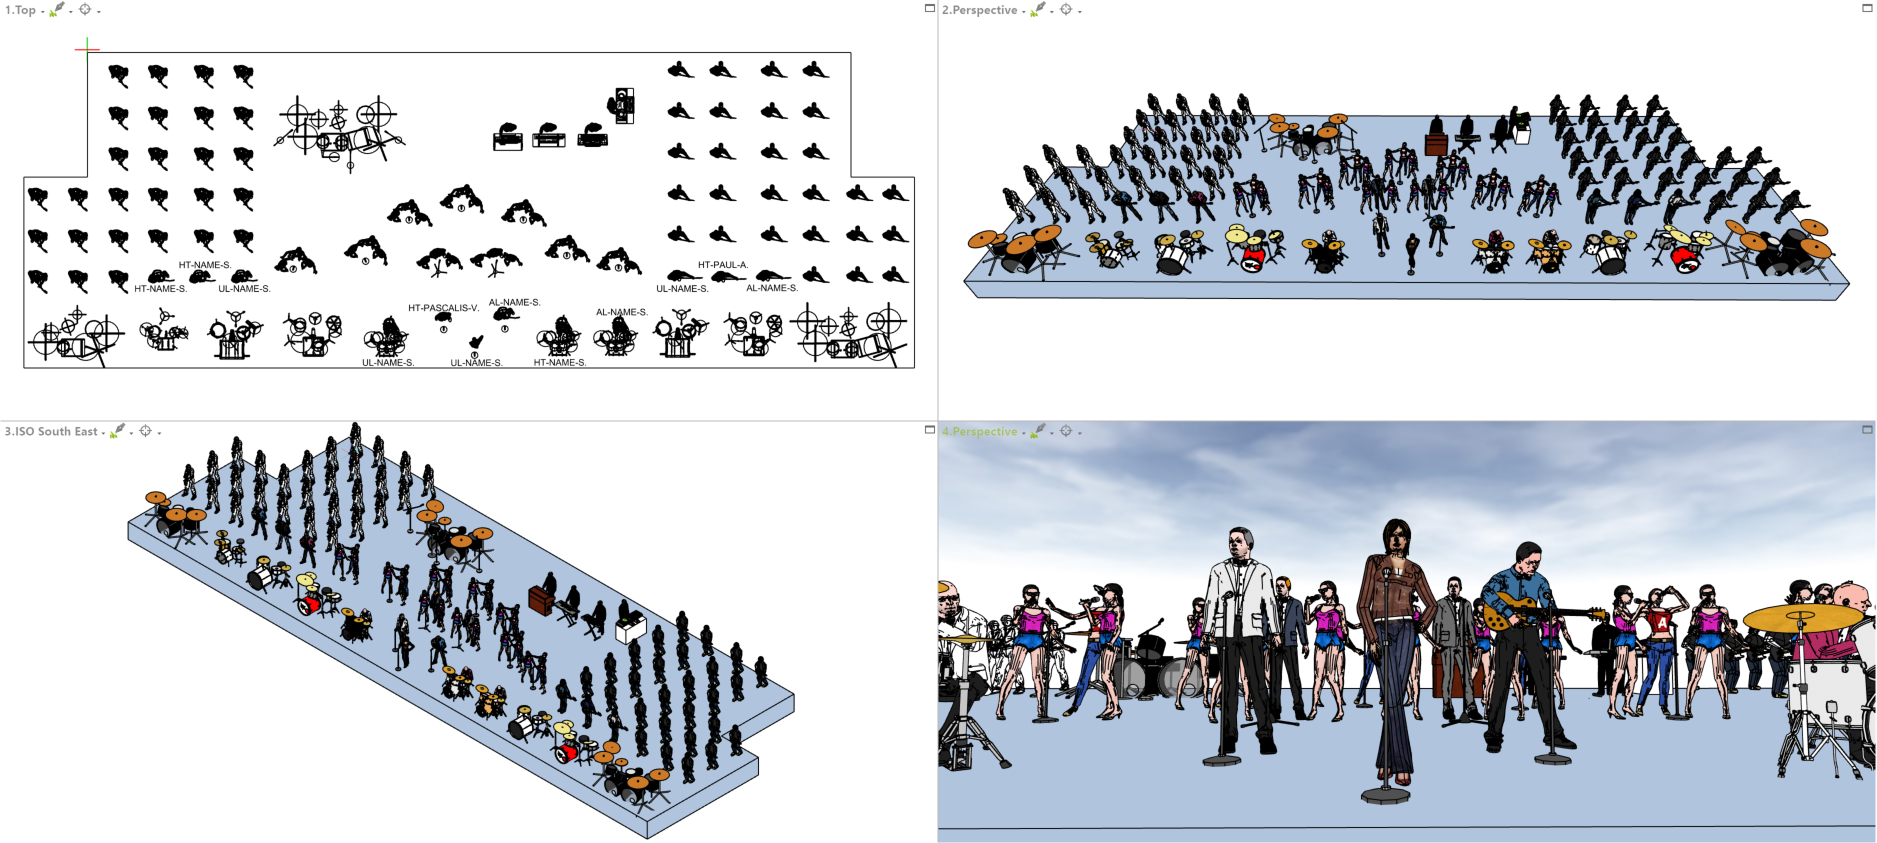 1.Top
2.Perspective
HT-NAME-S.
HT-PAUL-A.
HT-NAME-S.
UL-NAME-S.
UL-NAME-S.
AL-NAME-S.
HT-PASCALIS-V.
AL-NAME-S.
AL-NAME-S.
UL-NAME-S.
UL-NAME-S.
HT-NAME-S.
3.ISO South East
4.Perspective
A